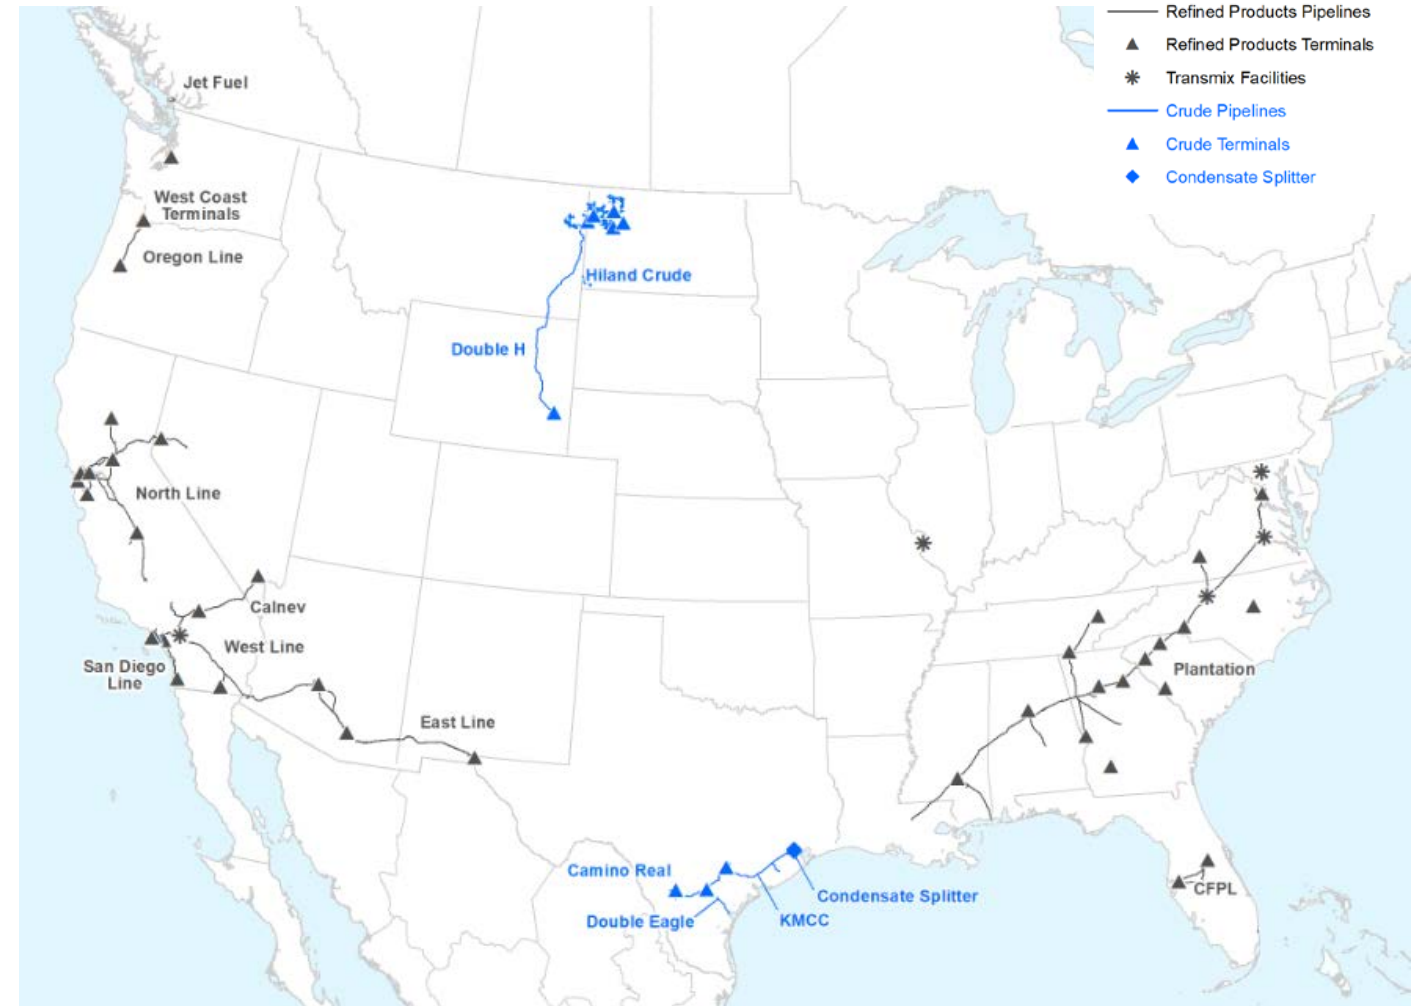 Refined Products Pipelines
Refined Products Terminals
Transmix Facilities
Crude Pipelines
Crude Terminals
Condensate Splitter
Jet Fuel
West Coast
Terminals
Oregon Line
Hiland Crude
Double H
North Line
Calnev
West Line
San Diego
Line
East Line
Plantation
Camino Real
Double Eagle
Condensate Splitter
KMCC
CFPL